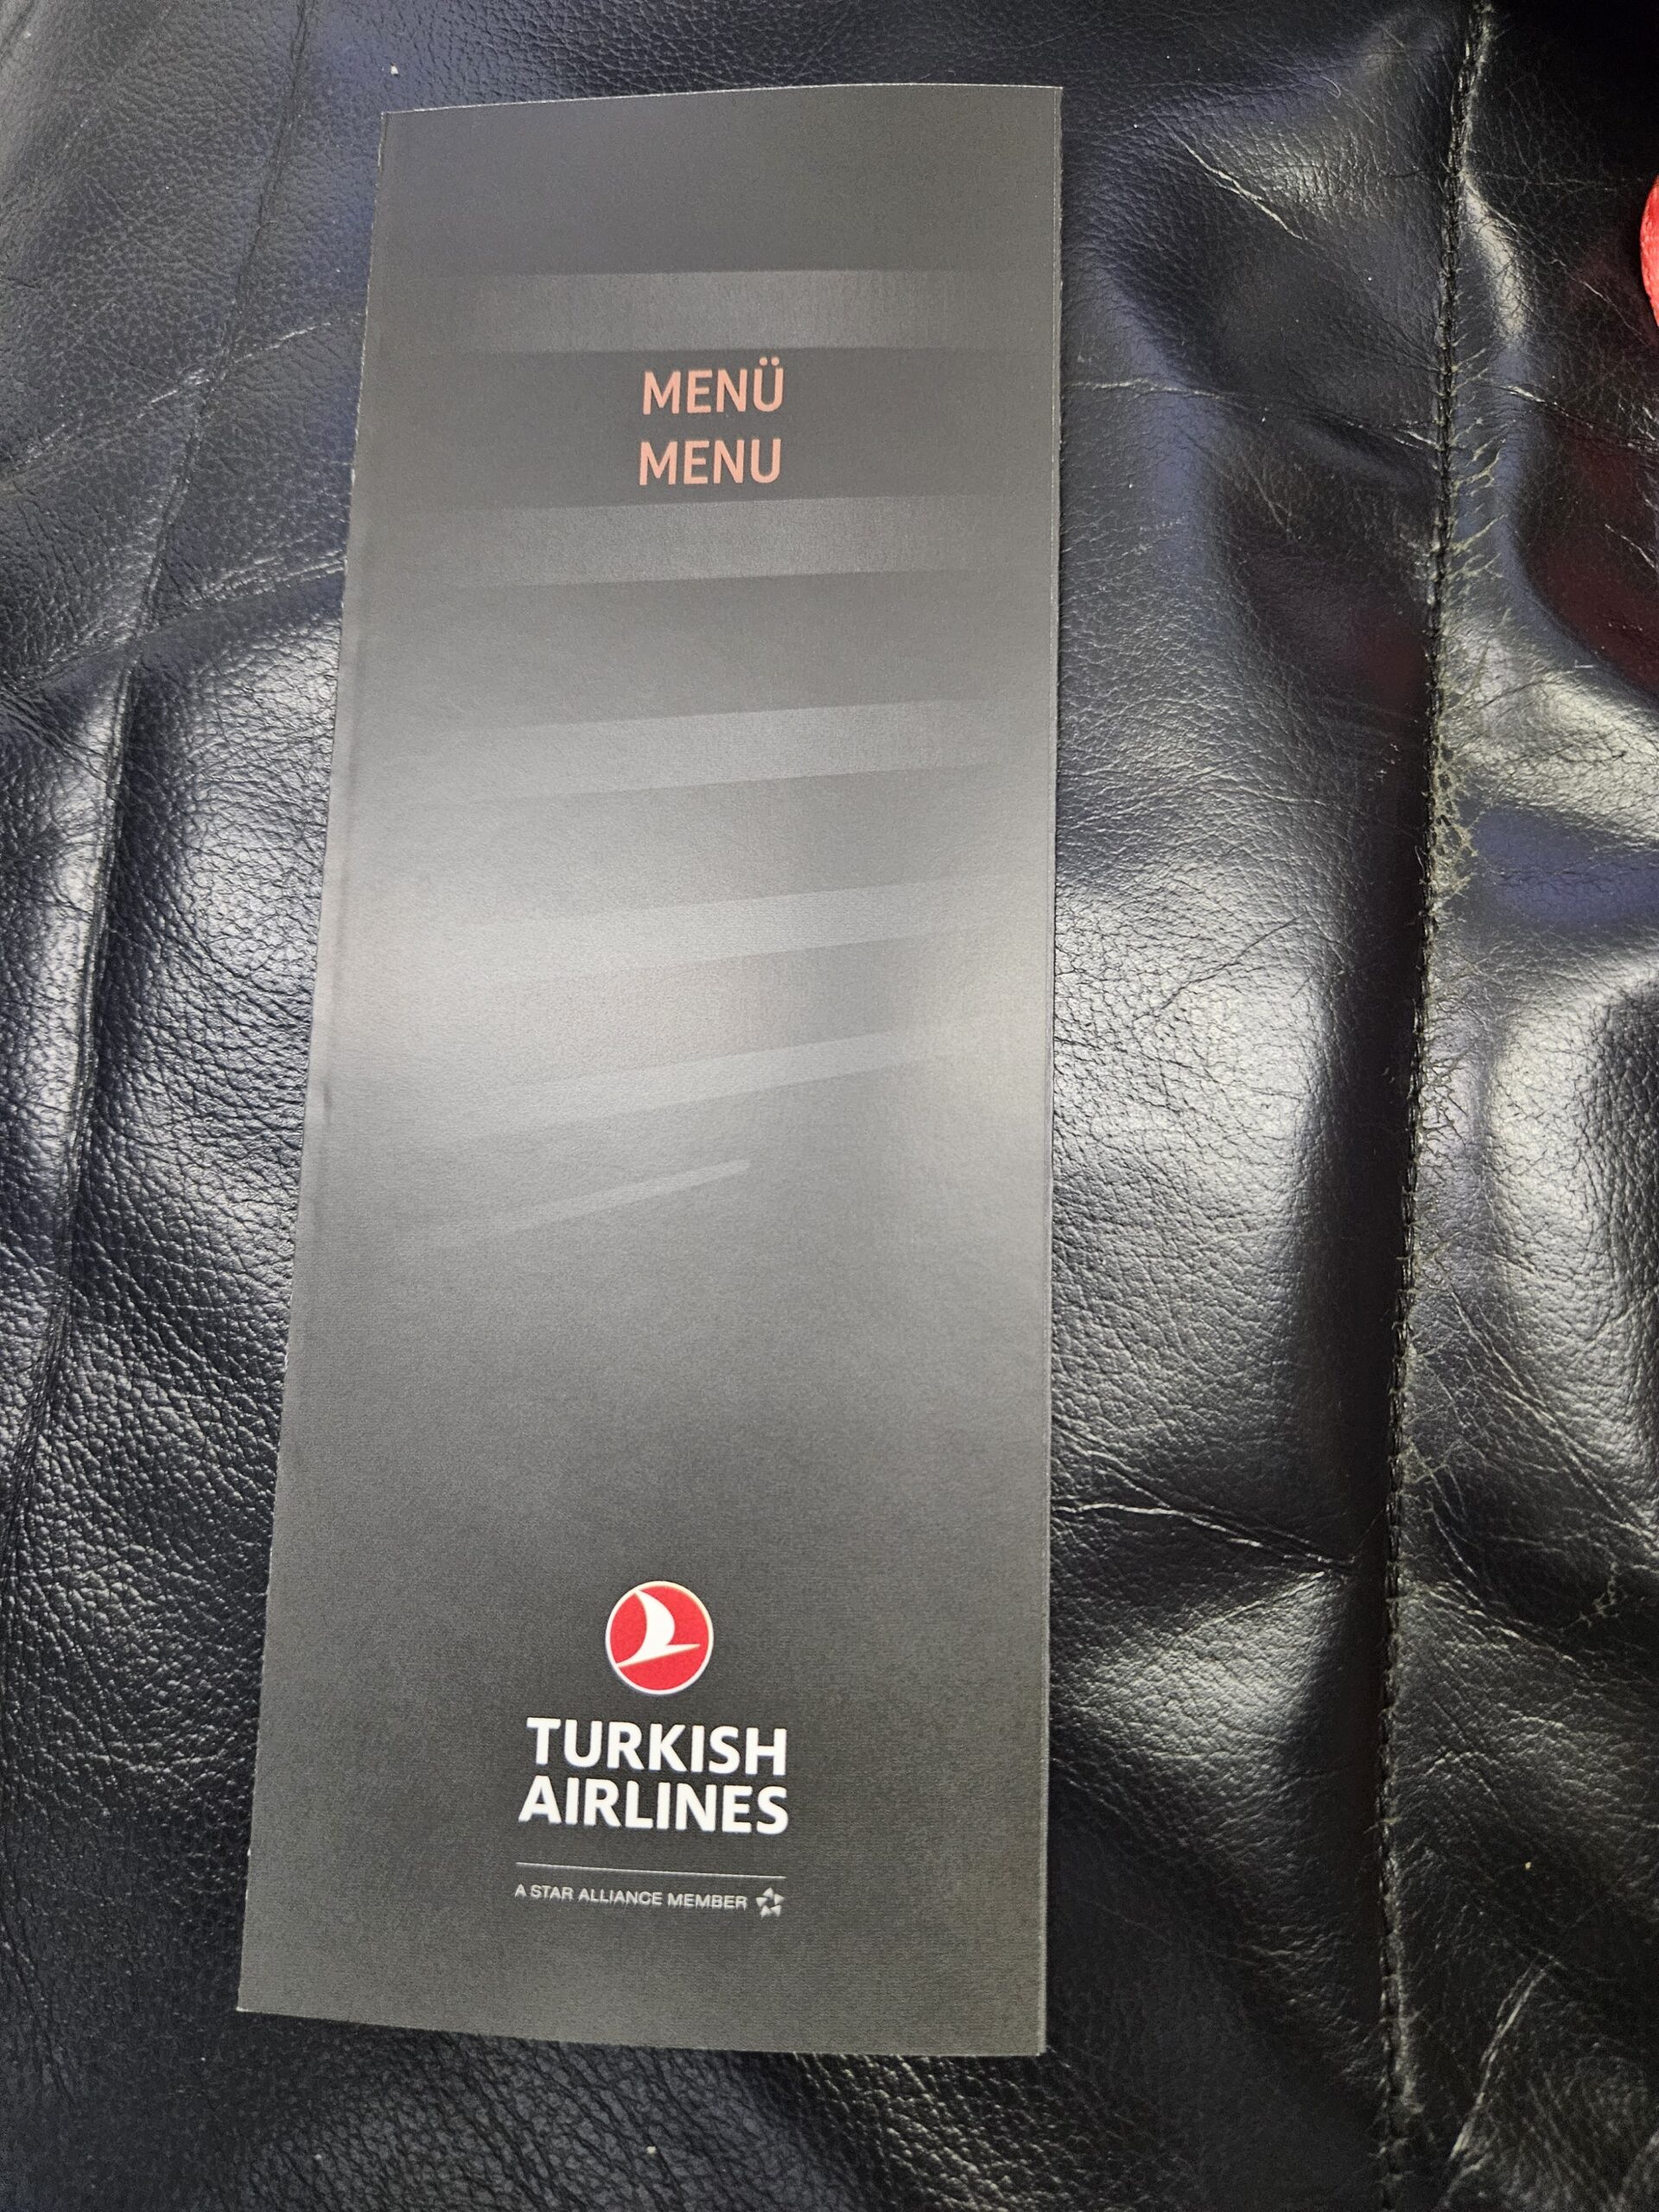 MENÜ
MENU
TURKISH
AIRLINES
A STAR ALLIANCE MEMBER